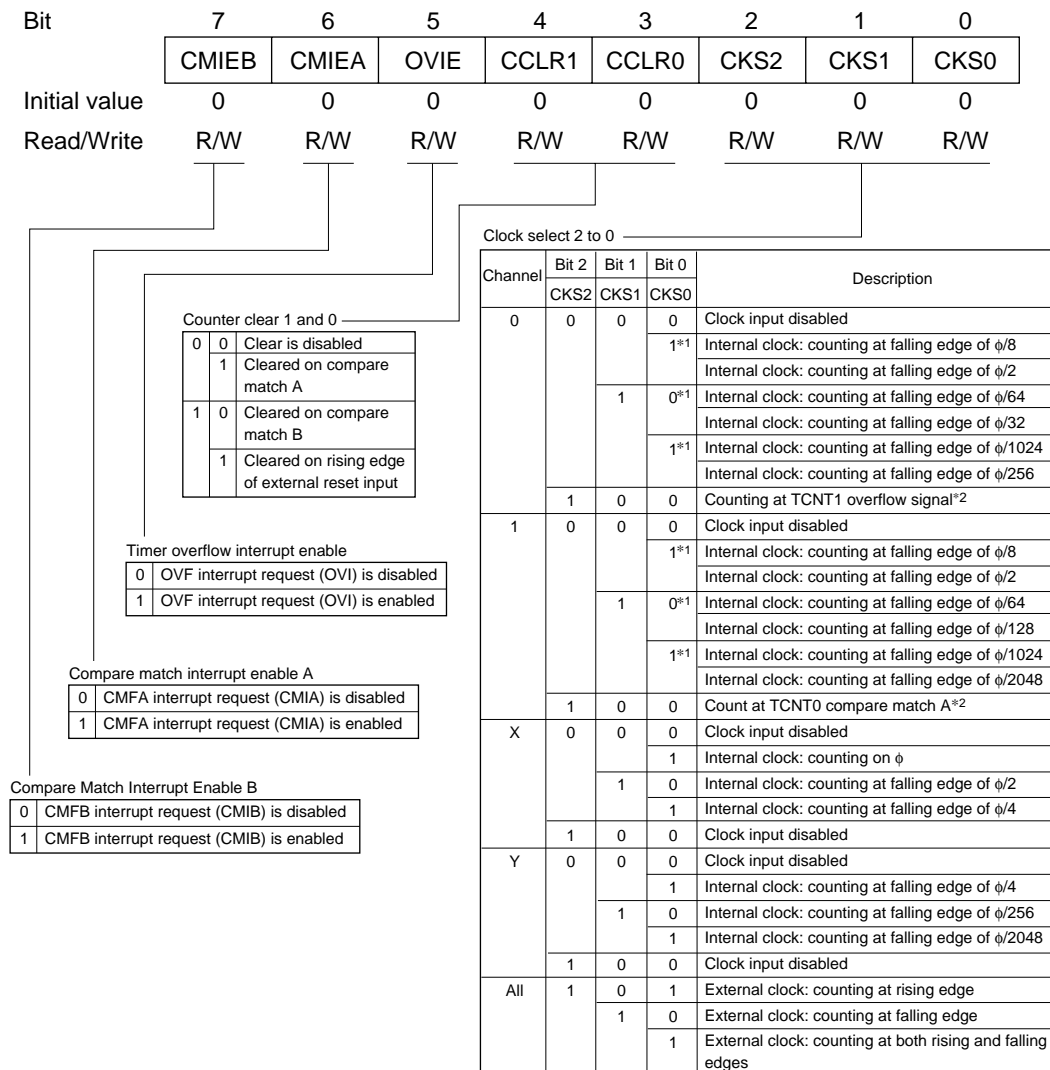 Bit 7 6 5 4 3 2 1 0
CMIEB CMIEA OVIE CCLR1 CCLR0 CKS2 CKS1 CKS0
Initial value 0 0 0 0 0 0 0 0
Read/Write R/W R/W R/W R/W R/W R/W R/W R/W
Clock select 2 to 0
Channel Bit 2 Bit 1 Bit 0 Description
CKS2 CKS1 CKS0
0 0 0 0 Clock input disabled
1*1 Internal clock: counting at falling edge of ϕ/8
Internal clock: counting at falling edge of ϕ/2
1 0*1 Internal clock: counting at falling edge of ϕ/64
Internal clock: counting at falling edge of ϕ/32
1*1 Internal clock: counting at falling edge of ϕ/1024
Internal clock: counting at falling edge of ϕ/256
1 0 0 Counting at TCNT1 overflow signal*2
1 0 0 0 Clock input disabled
1*1 Internal clock: counting at falling edge of ϕ/8
Internal clock: counting at falling edge of ϕ/2
1 0*1 Internal clock: counting at falling edge of ϕ/64
Internal clock: counting at falling edge of ϕ/128
1*1 Internal clock: counting at falling edge of ϕ/1024
Internal clock: counting at falling edge of ϕ/2048
1 0 0 Count at TCNT0 compare match A*2
X 0 0 0 Clock input disabled
1 Internal clock: counting on ϕ
1 0 Internal clock: counting at falling edge of ϕ/2
1 Internal clock: counting at falling edge of ϕ/4
1 0 0 Clock input disabled
Y 0 0 0 Clock input disabled
1 Internal clock: counting at falling edge of ϕ/4
1 0 Internal clock: counting at falling edge of ϕ/256
1 Internal clock: counting at falling edge of ϕ/2048
1 0 0 Clock input disabled
All 1 0 1 External clock: counting at rising edge
1 0 External clock: counting at falling edge
1 External clock: counting at both rising and falling
edges
Counter clear 1 and 0
0 0 Clear is disabled
1 Cleared on compare
match A
1 0 Cleared on compare
match B
1 Cleared on rising edge
of external reset input
Timer overflow interrupt enable
0 OVF interrupt request (OVI) is disabled
1 OVF interrupt request (OVI) is enabled
Compare match interrupt enable A
0 CMFA interrupt request (CMIA) is disabled
1 CMFA interrupt request (CMIA) is enabled
Compare Match Interrupt Enable B
0 CMFB interrupt request (CMIB) is disabled
1 CMFB interrupt request (CMIB) is enabled